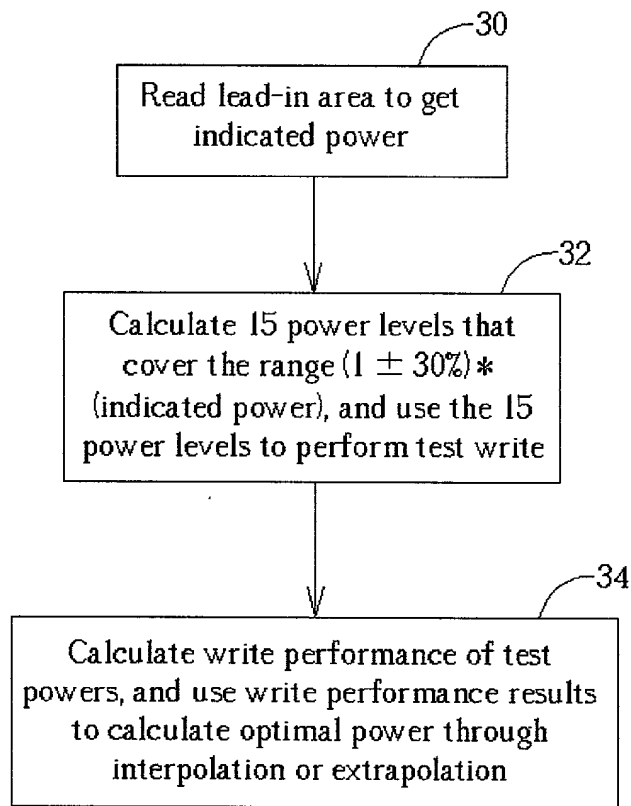 30
Read lead-in area to get
indicated power
32
Calculate 15 power levels that
cover the range (1 ± 30%)*
(indicated power), and use the 15
power levels to perform test write
34
Calculate write performance of test
powers, and use write performance results
to calculate optimal power through
interpolation or extrapolation